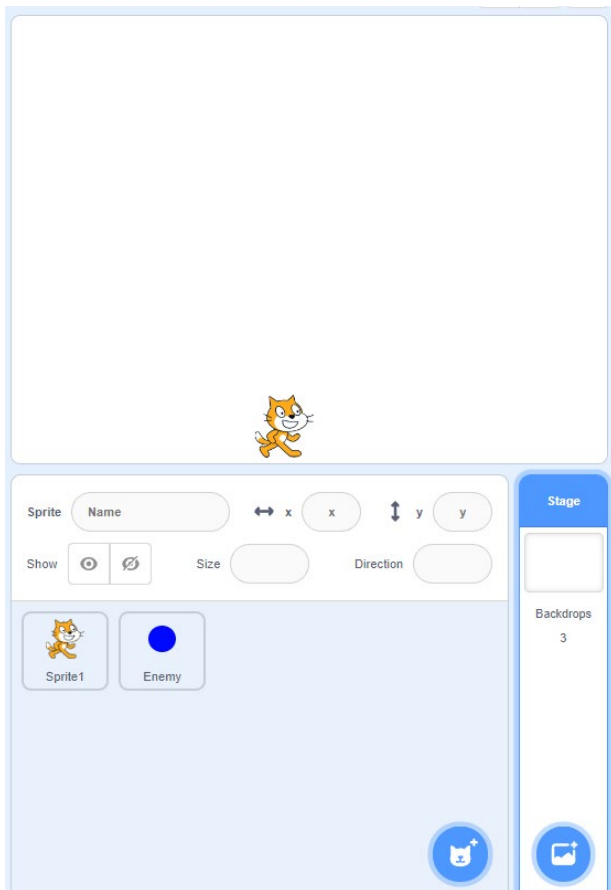 Sprite Name x x y y
Show Size Direction
Stage
Backdrops
3
Sprite1 Enemy